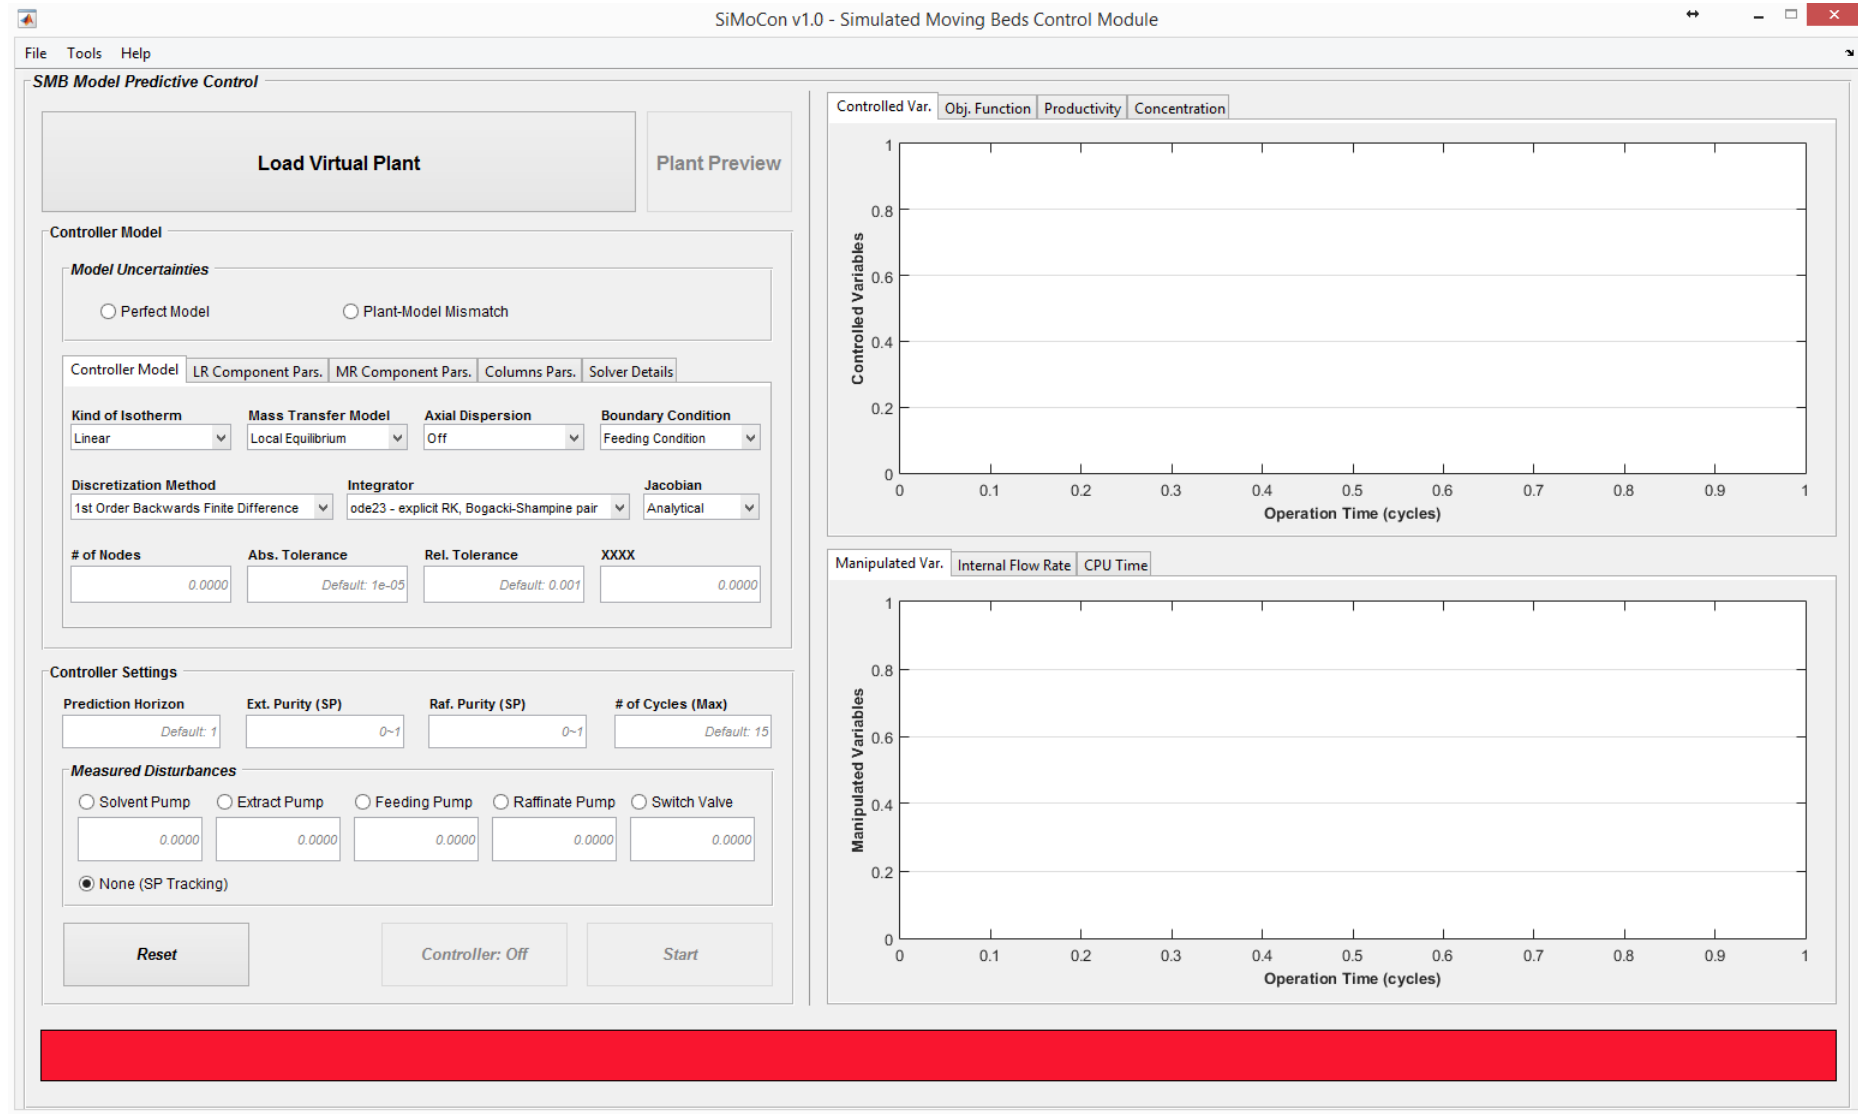 SiMoCon v1.0 - Simulated Moving Beds Control Module
File Tools Help
SMB Model Predictive Control
Load Virtual Plant
Plant Preview
Controller Model
Model Uncertainties
Perfect Model
Plant-Model Mismatch
Controller Model
LR Component Pars.
MR Component Pars.
Columns Pars.
Solver Details
Kind of Isotherm
Mass Transfer Model
Axial Dispersion
Boundary Condition
Linear
Local Equilibrium
Off
Feeding Condition
Discretization Method
Integrator
Jacobian
1st Order Backwards Finite Difference
ode23 - explicit RK, Bogacki-Shampine pair
Analytical
# of Nodes
Abs. Tolerance
Rel. Tolerance
XXXX
0.0000
Default: 1e-05
Default: 0.001
0.0000
Controller Settings
Prediction Horizon
Ext. Purity (SP)
Raf. Purity (SP)
# of Cycles (Max)
Default: 1
0~1
0~1
Default: 15
Measured Disturbances
Solvent Pump
Extract Pump
Feeding Pump
Raffinate Pump
Switch Valve
0.0000
0.0000
0.0000
0.0000
0.0000
None (SP Tracking)
Reset
Controller: Off
Start
Controlled Var.
Obj. Function
Productivity
Concentration
Controlled Variables
1
0.8
0.6
0.4
0.2
0
0 0.1 0.2 0.3 0.4 0.5 0.6 0.7 0.8 0.9 1
Operation Time (cycles)
Manipulated Var.
Internal Flow Rate
CPU Time
Manipulated Variables
1
0.8
0.6
0.4
0.2
0
0 0.1 0.2 0.3 0.4 0.5 0.6 0.7 0.8 0.9 1
Operation Time (cycles)